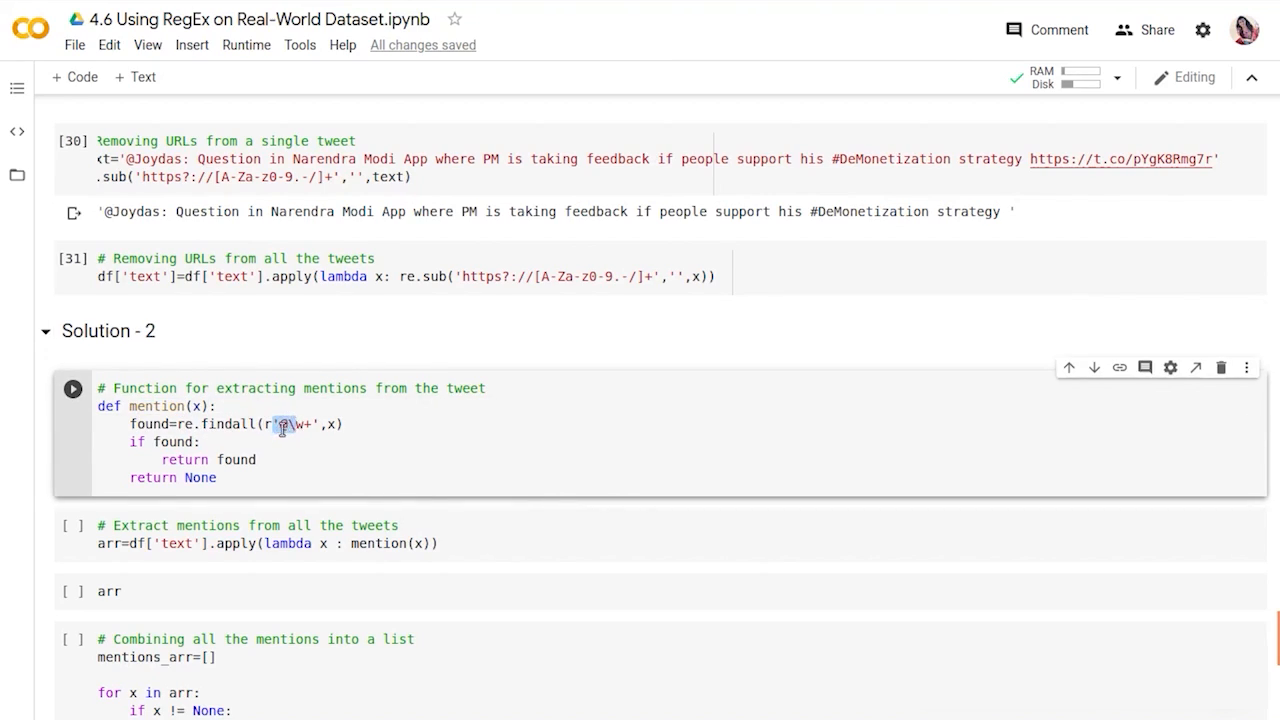 4.6 Using RegEx on Real-World Dataset.ipynb
File Edit View Insert Runtime Tools Help All changes saved
Comment Share
+ Code + Text
RAM
Disk
Editing
[30] Removing URLs from a single tweet
xt='@Joydas: Question in Narendra Modi App where PM is taking feedback if people support his #DeMonetization strategy https://t.co/pYgK8Rmg7r'
.sub('https?://[A-Za-z0-9.-/]+','',text)
'@Joydas: Question in Narendra Modi App where PM is taking feedback if people support his #DeMonetization strategy '
[31] # Removing URLs from all the tweets
df['text']=df['text'].apply(lambda x: re.sub('https?://[A-Za-z0-9.-/]+','',x))
Solution - 2
# Function for extracting mentions from the tweet
def mention(x):
found=re.findall(r'@\w+',x)
if found:
return found
return None
[ ] # Extract mentions from all the tweets
arr=df['text'].apply(lambda x : mention(x))
[ ] arr
[ ] # Combining all the mentions into a list
mentions_arr=[]
for x in arr:
if x != None: